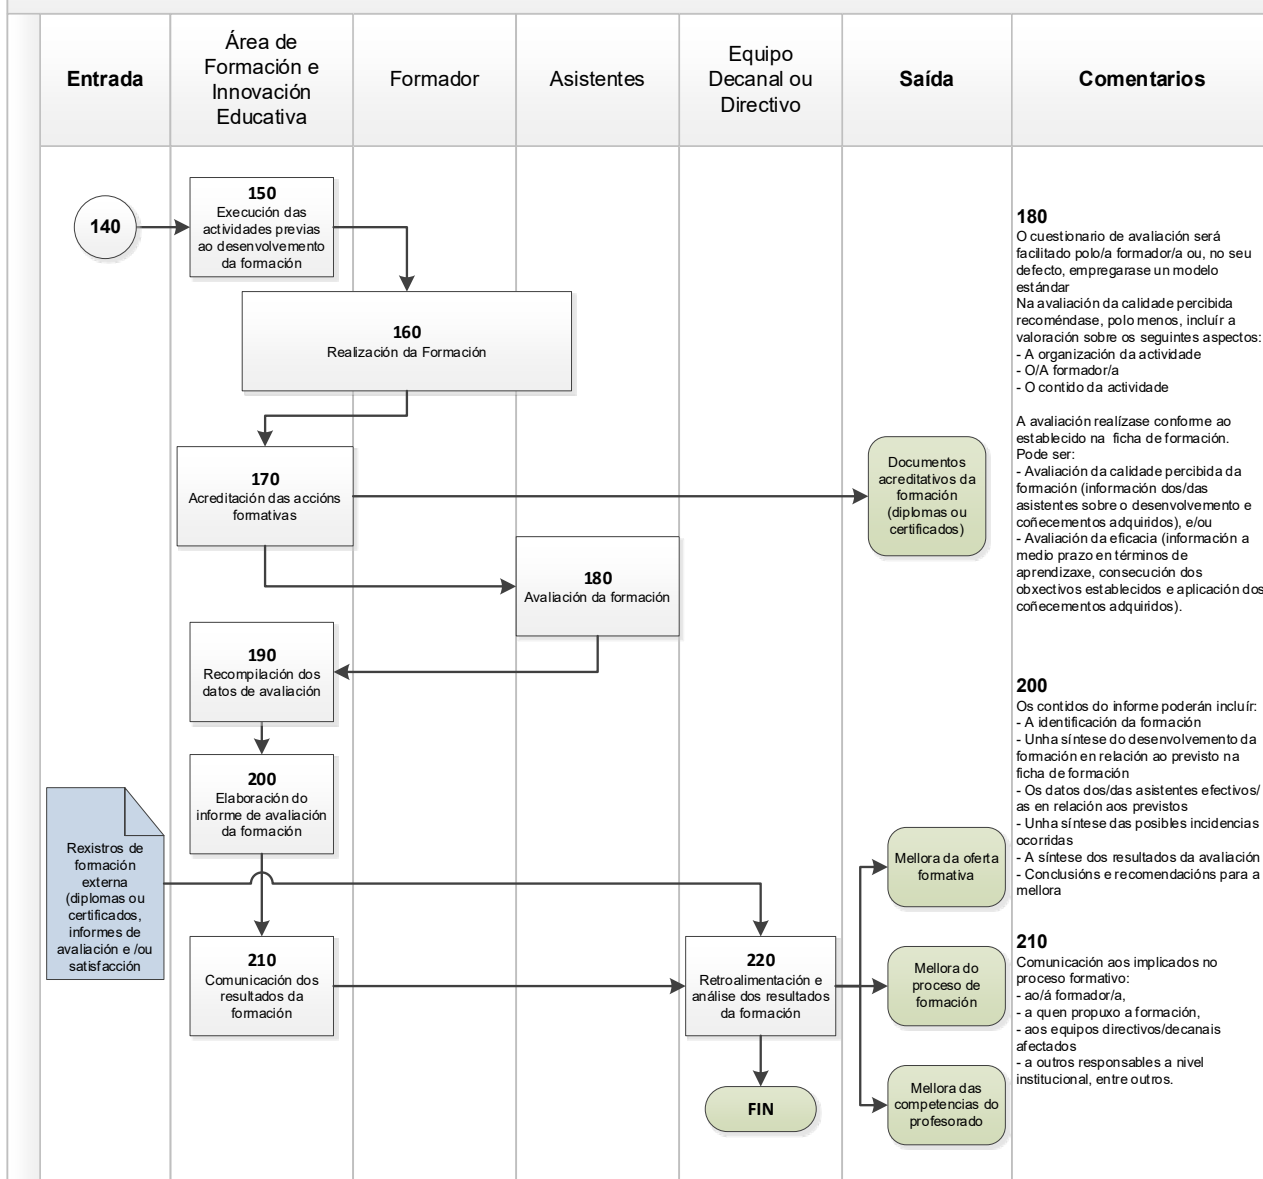 Entrada
Área de
Formación e
Innovación
Educativa
Formador
Asistentes
Equipo
Decanal ou
Directivo
Saída
Comentarios
140
150
Execución das
actividades previas
ao desenvolvemento
da formación
160
Realización da Formación
170
Acreditación das accións
formativas
Documentos
acreditativos da
formación
(diplomas ou
certificados)
180
Avaliación da formación
190
Recompilación dos
datos de avaliación
200
Elaboración do
informe de avaliación
da formación
Rexistros de
formación
externa
(diplomas ou
certificados,
informes de
avaliación e /ou
satisfacción
210
Comunicación dos
resultados da
formación
220
Retroalimentación e
análise dos resultados
da formación
FIN
Mellora da oferta
formativa
Mellora do
proceso de
formación
Mellora das
competencias do
profesorado
180
O cuestionario de avaliación será
facilitado polo/a formador/a ou, no seu
defecto, empregarase un modelo
estándar
Na avaliación da calidade percibida
recoméndase, polo menos, incluír a
valoración sobre os seguintes aspectos:
- A organización da actividade
- O/A formador/a
- O contido da actividade
A avaliación realízase conforme ao
establecido na ficha de formación.
Pode ser:
- Avaliación da calidade percibida da
formación (información dos/das
asistentes sobre o desenvolvemento e
coñecementos adquiridos), e/ou
- Avaliación da eficacia (información a
medio prazo en términos de
aprendizaxe, consecución dos
obxectivos establecidos e aplicación dos
coñecementos adquiridos).
200
Os contidos do informe poderán incluír:
- A identificación da formación
- Unha síntese do desenvolvemento da
formación en relación ao previsto na
ficha de formación
- Os datos dos/das asistentes efectivos/
as en relación aos previstos
- Unha síntese das posibles incidencias
ocorridas
- A síntese dos resultados da avaliación
- Conclusións e recomendacións para a
mellora
210
Comunicación aos implicados no
proceso formativo:
- ao/á formador/a,
- a quen propuxo a formación,
- aos equipos directivos/decanais
afectados
- a outros responsables a nivel
institucional, entre outros.